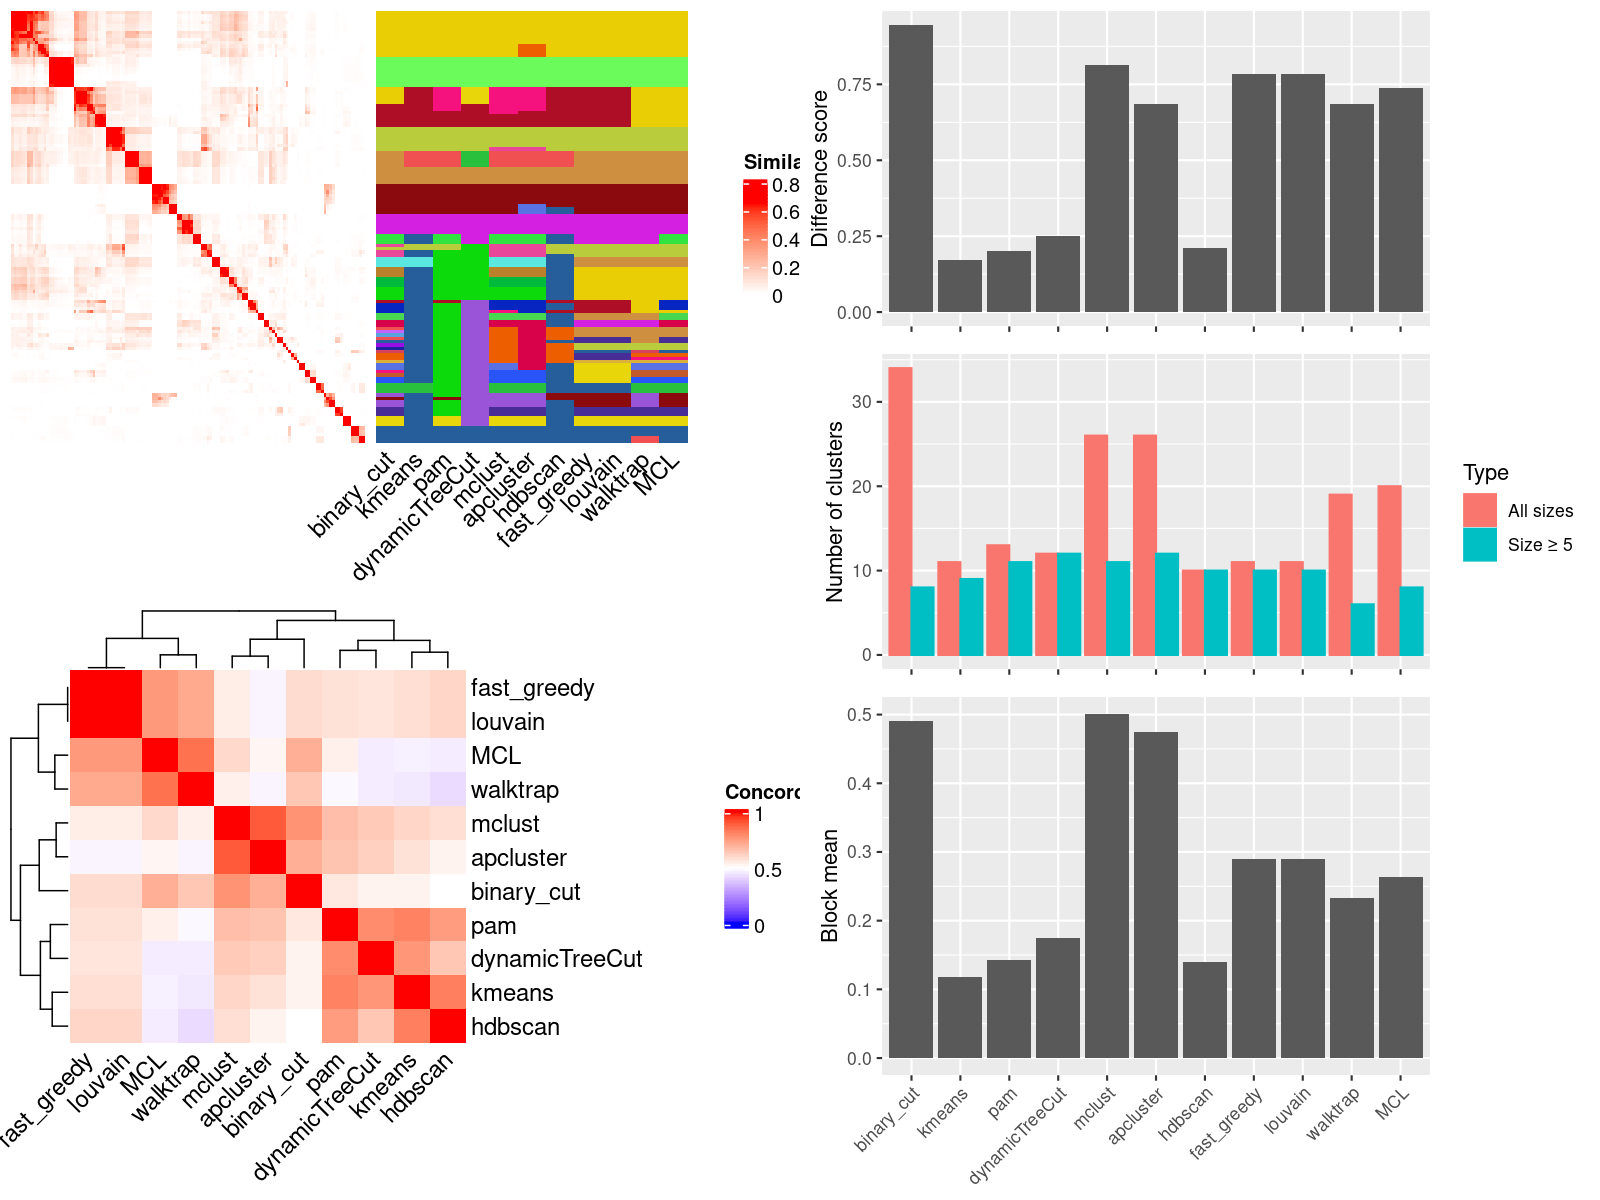 Simila
0.8
0.6
0.4
0.2
0
binary_cut
kmeans
pam
dynamicTreeCut
mclust
apcluster
hdbscan
fast_greedy
louvain
walktrap
MCL
fast_greedy
louvain
MCL
walktrap
mclust
apcluster
binary_cut
pam
dynamicTreeCut
kmeans
hdbscan
Concord
1
0.5
0
fast_greedy
louvain
MCL
walktrap
mclust
apcluster
binary_cut
pam
dynamicTreeCut
kmeans
hdbscan
Difference score
0.75
0.50
0.25
0.00
Number of clusters
30
20
10
0
Type
All sizes
Size ≥ 5
Block mean
0.5
0.4
0.3
0.2
0.1
0.0
binary_cut
kmeans
pam
dynamicTreeCut
mclust
apcluster
hdbscan
fast_greedy
louvain
walktrap
MCL